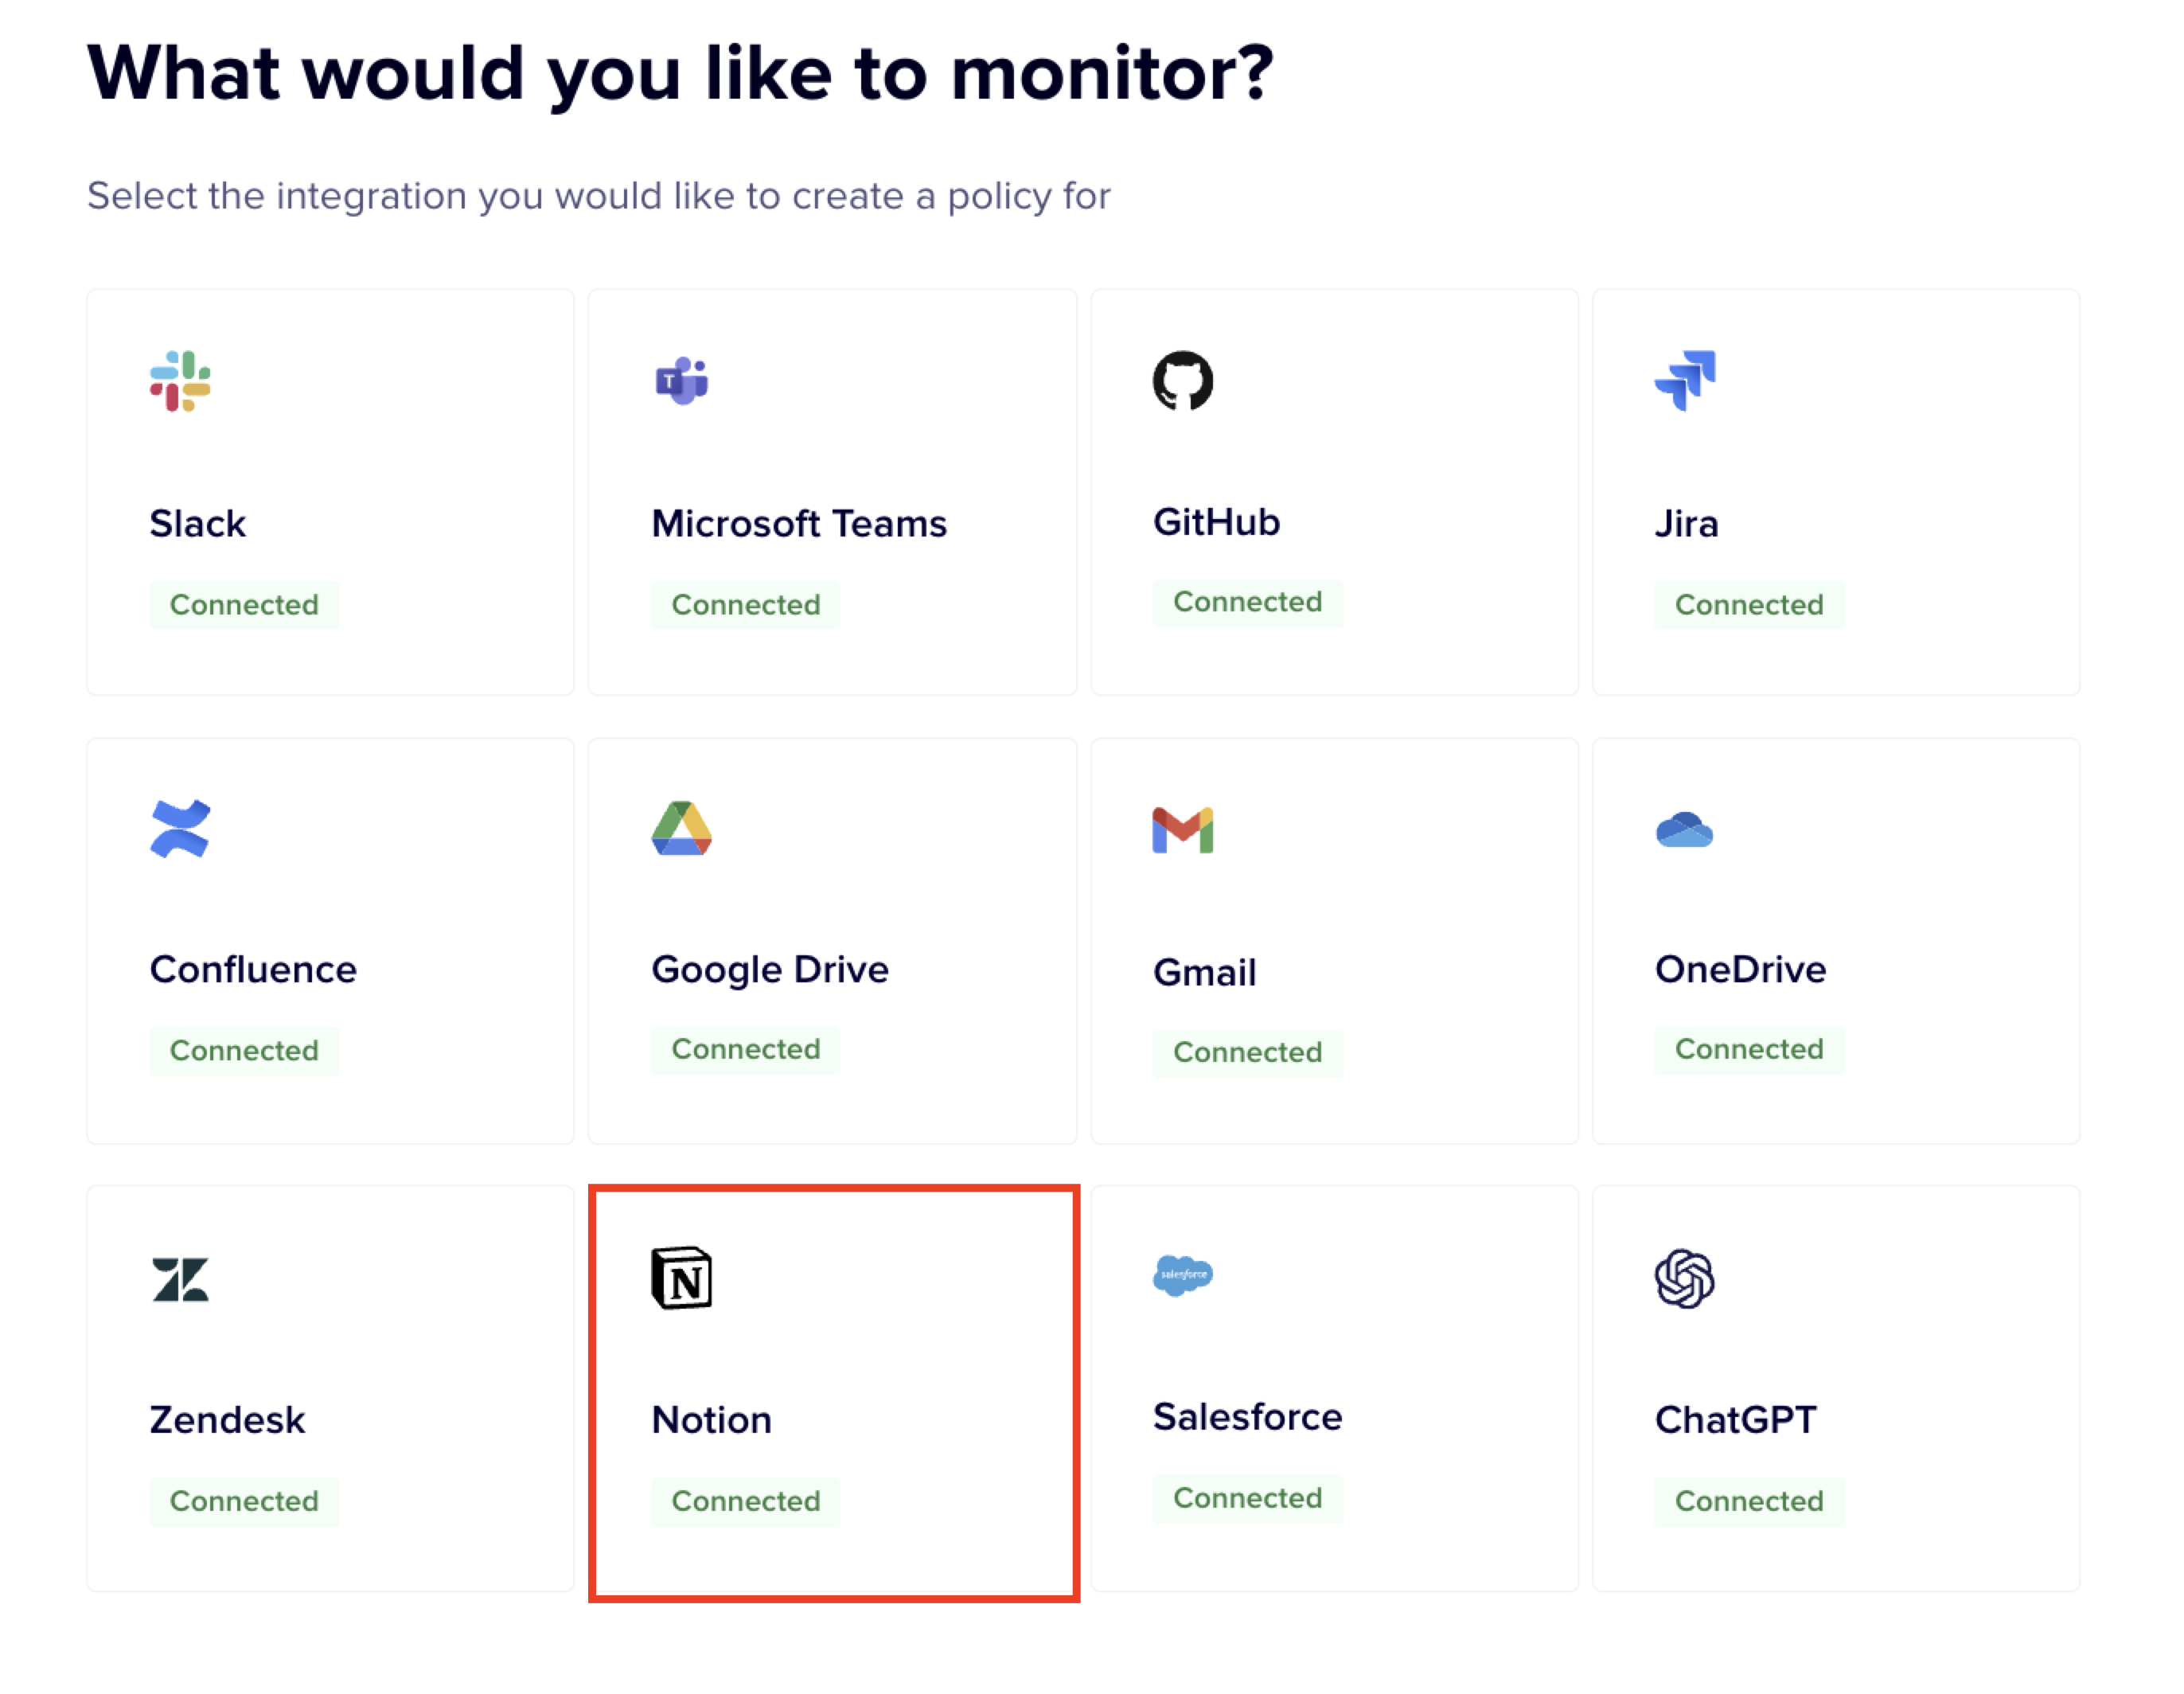 What would you like to monitor?
Select the integration you would like to create a policy for
T
Slack
Microsoft Teams
GitHub
Jira
Connected
Connected
Connected
Connected
Confluence
Google Drive
Gmail
OneDrive
Connected
Connected
Connected
Connected
N
salesforce
Zendesk
Notion
Salesforce
ChatGPT
Connected
Connected
Connected
Connected